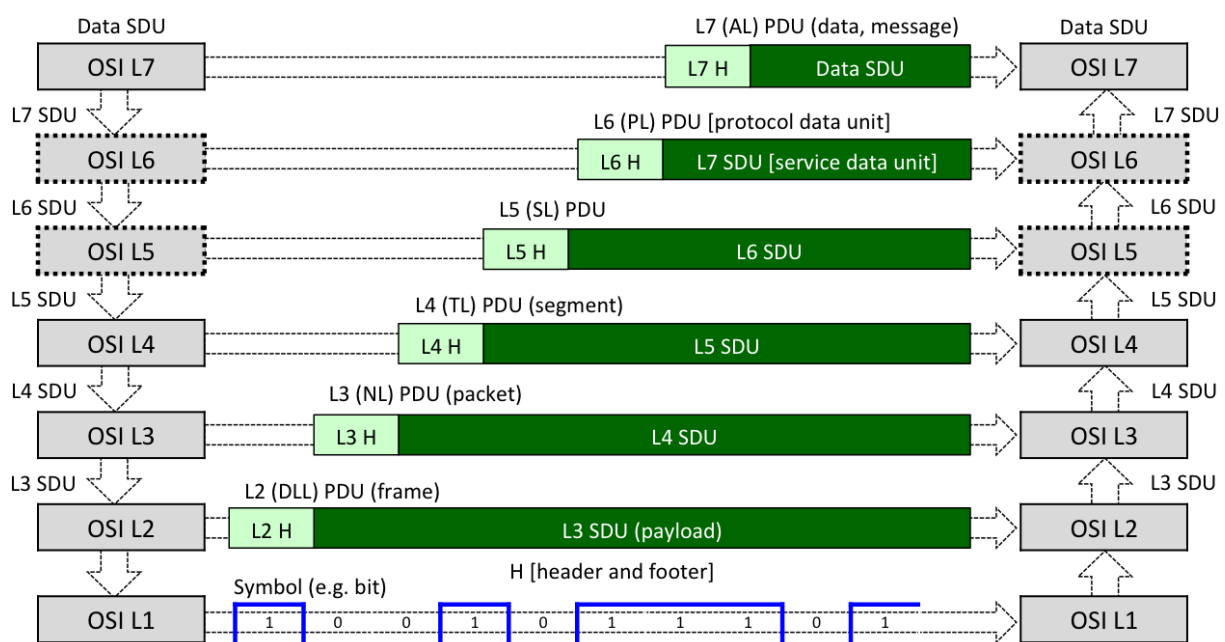 Data SDU
L7 (AL) PDU (data, message)
Data SDU
OSI L7
L7 H
Data SDU
OSI L7
L7 SDU
L7 SDU
L6 (PL) PDU [protocol data unit]
OSI L6
L6 H
L7 SDU [service data unit]
OSI L6
L6 SDU
L6 SDU
L5 (SL) PDU
OSI L5
L5 H
L6 SDU
OSI L5
L5 SDU
L5 SDU
L4 (TL) PDU (segment)
OSI L4
L4 H
L5 SDU
OSI L4
L4 SDU
L4 SDU
L3 (NL) PDU (packet)
OSI L3
L3 H
L4 SDU
OSI L3
L3 SDU
L3 SDU
L2 (DLL) PDU (frame)
OSI L2
L2 H
L3 SDU (payload)
OSI L2
H [header and footer]
Symbol (e.g. bit)
OSI L1
1 0 0 1 0 1 1 1 0 1
OSI L1